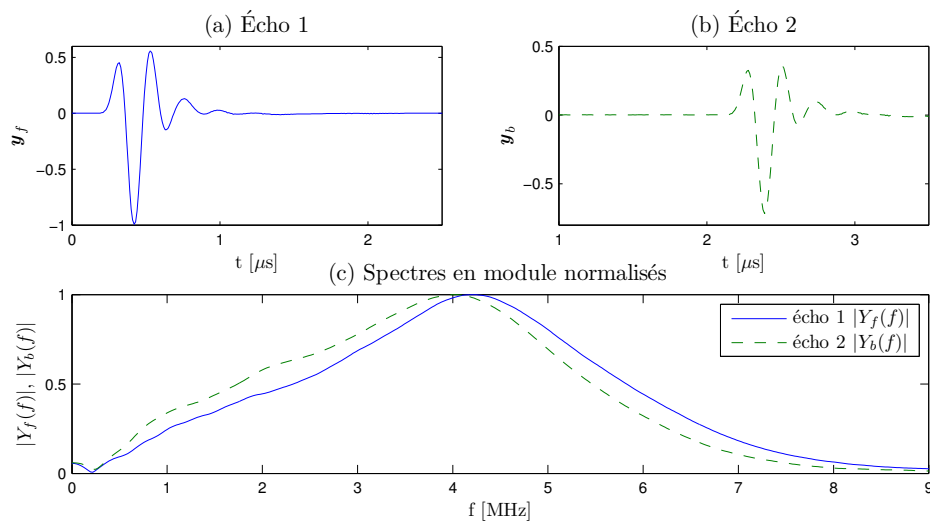 (a) Écho 1
(b) Écho 2
0.5
0
−0.5
−1
y_f
0
1
2
t [μs]
0.5
0
−0.5
y_b
1
2
3
t [μs]
(c) Spectres en module normalisés
1
0.5
0
|Y_f(f)|, |Y_b(f)|
écho 1 |Y_f(f)|
écho 2 |Y_b(f)|
0
1
2
3
4
5
6
7
8
9
f [MHz]